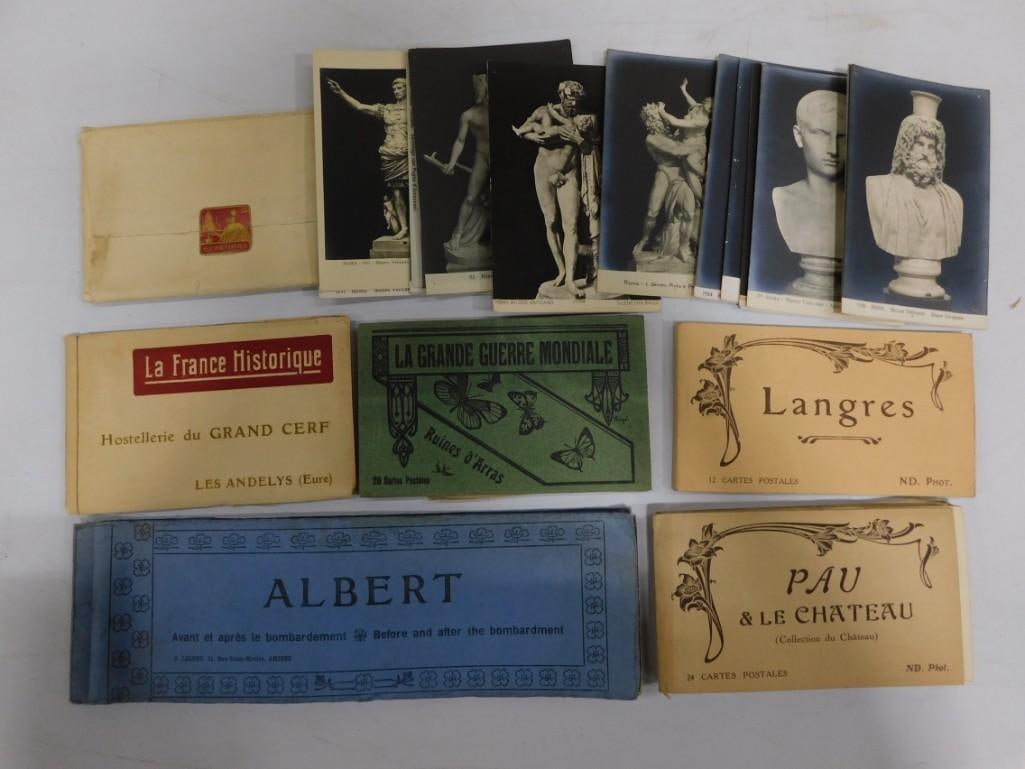 La France Historique
Hostellerie du GRAND CERF
LES ANDELYS (Eure)
LA GRANDE GUERRE MONDIALE
Ruines d'Arras
20 Cartes Postales
Langres
12 CARTES POSTALES ND. PHOT.
ALBERT
Avant et après le bombardement Before and after the bombardment
PAU
& LE CHATEAU
(Collection du Château)
24 CARTES POSTALES ND. Phot.